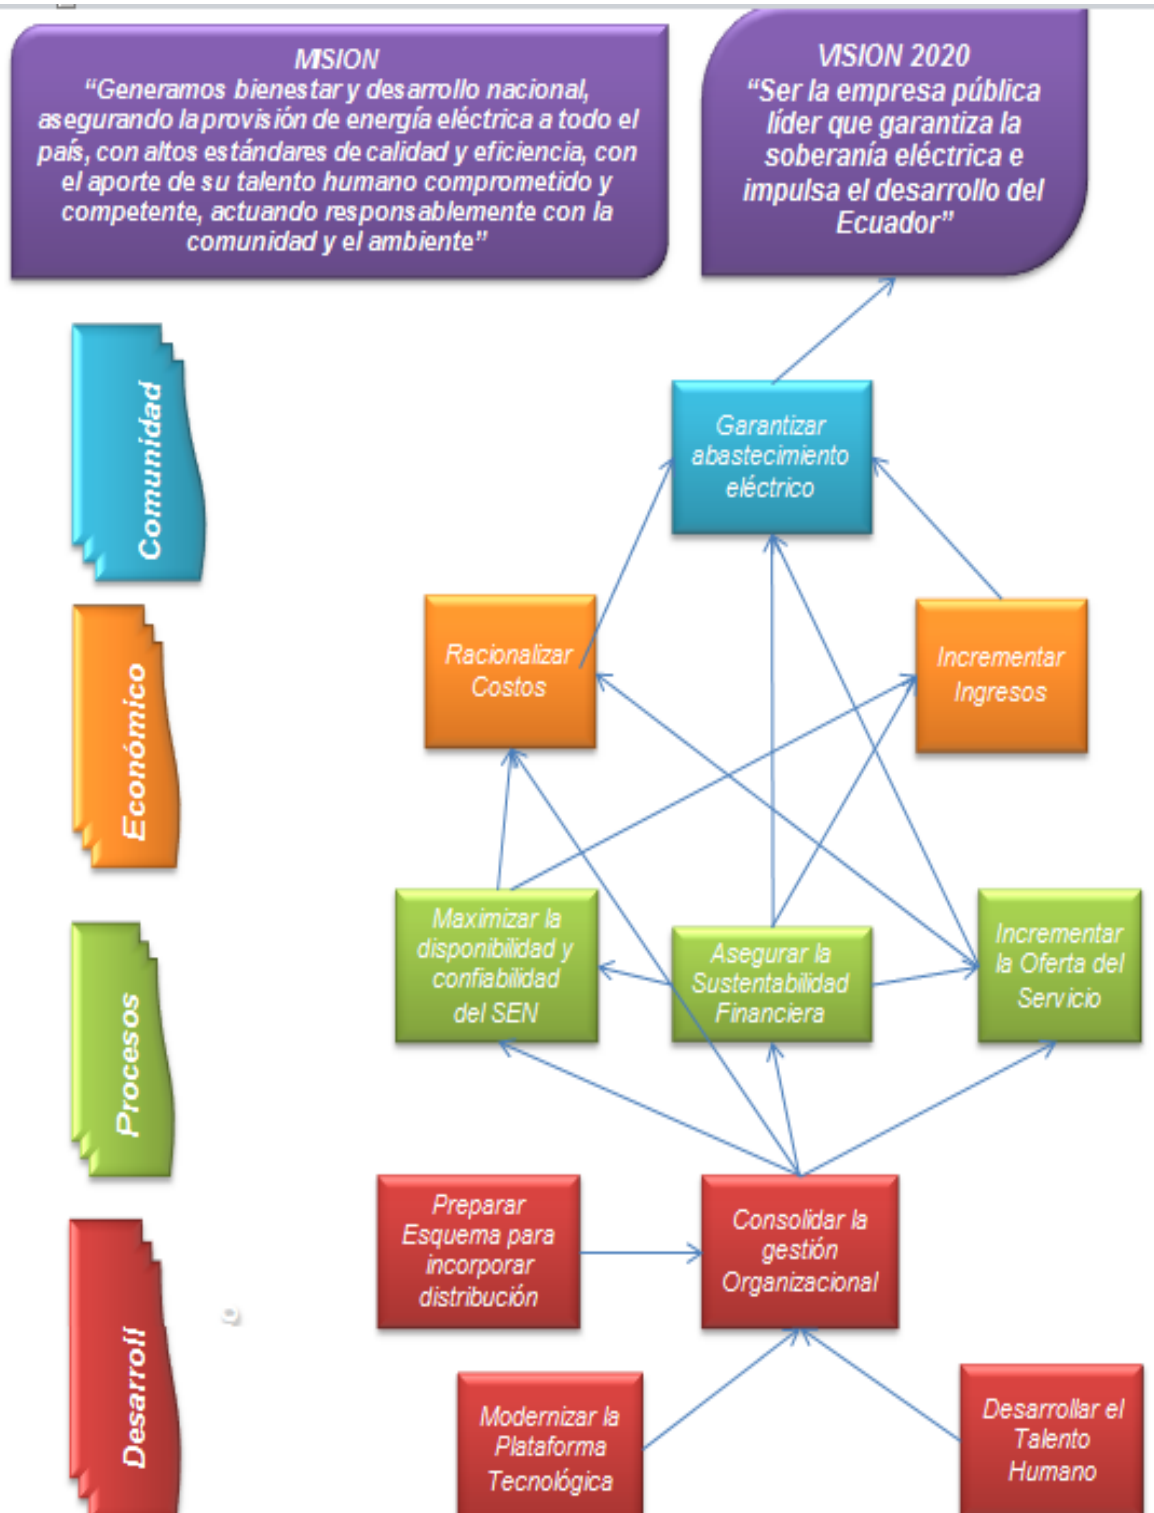 MISION
“Generamos bienestar y desarrollo nacional,
asegurando la provisión de energía eléctrica a todo el
país, con altos estándares de calidad y eficiencia, con
el aporte de su talento humano comprometido y
competente, actuando responsablemente con la
comunidad y el ambiente”
VISION 2020
“Ser la empresa pública
líder que garantiza la
soberanía eléctrica e
impulsa el desarrollo del
Ecuador”
Comunidad
Garantizar
abastecimiento
eléctrico
Económico
Racionalizar
Costos
Incrementar
Ingresos
Procesos
Maximizar la
disponibilidad y
confiabilidad
del SEN
Asegurar la
Sustentabilidad
Financiera
Incrementar
la Oferta del
Servicio
Desarroll
o
Preparar
Esquema para
incorporar
distribución
Consolidar la
gestión
Organizacional
Modernizar la
Plataforma
Tecnológica
Desarrollar el
Talento
Humano